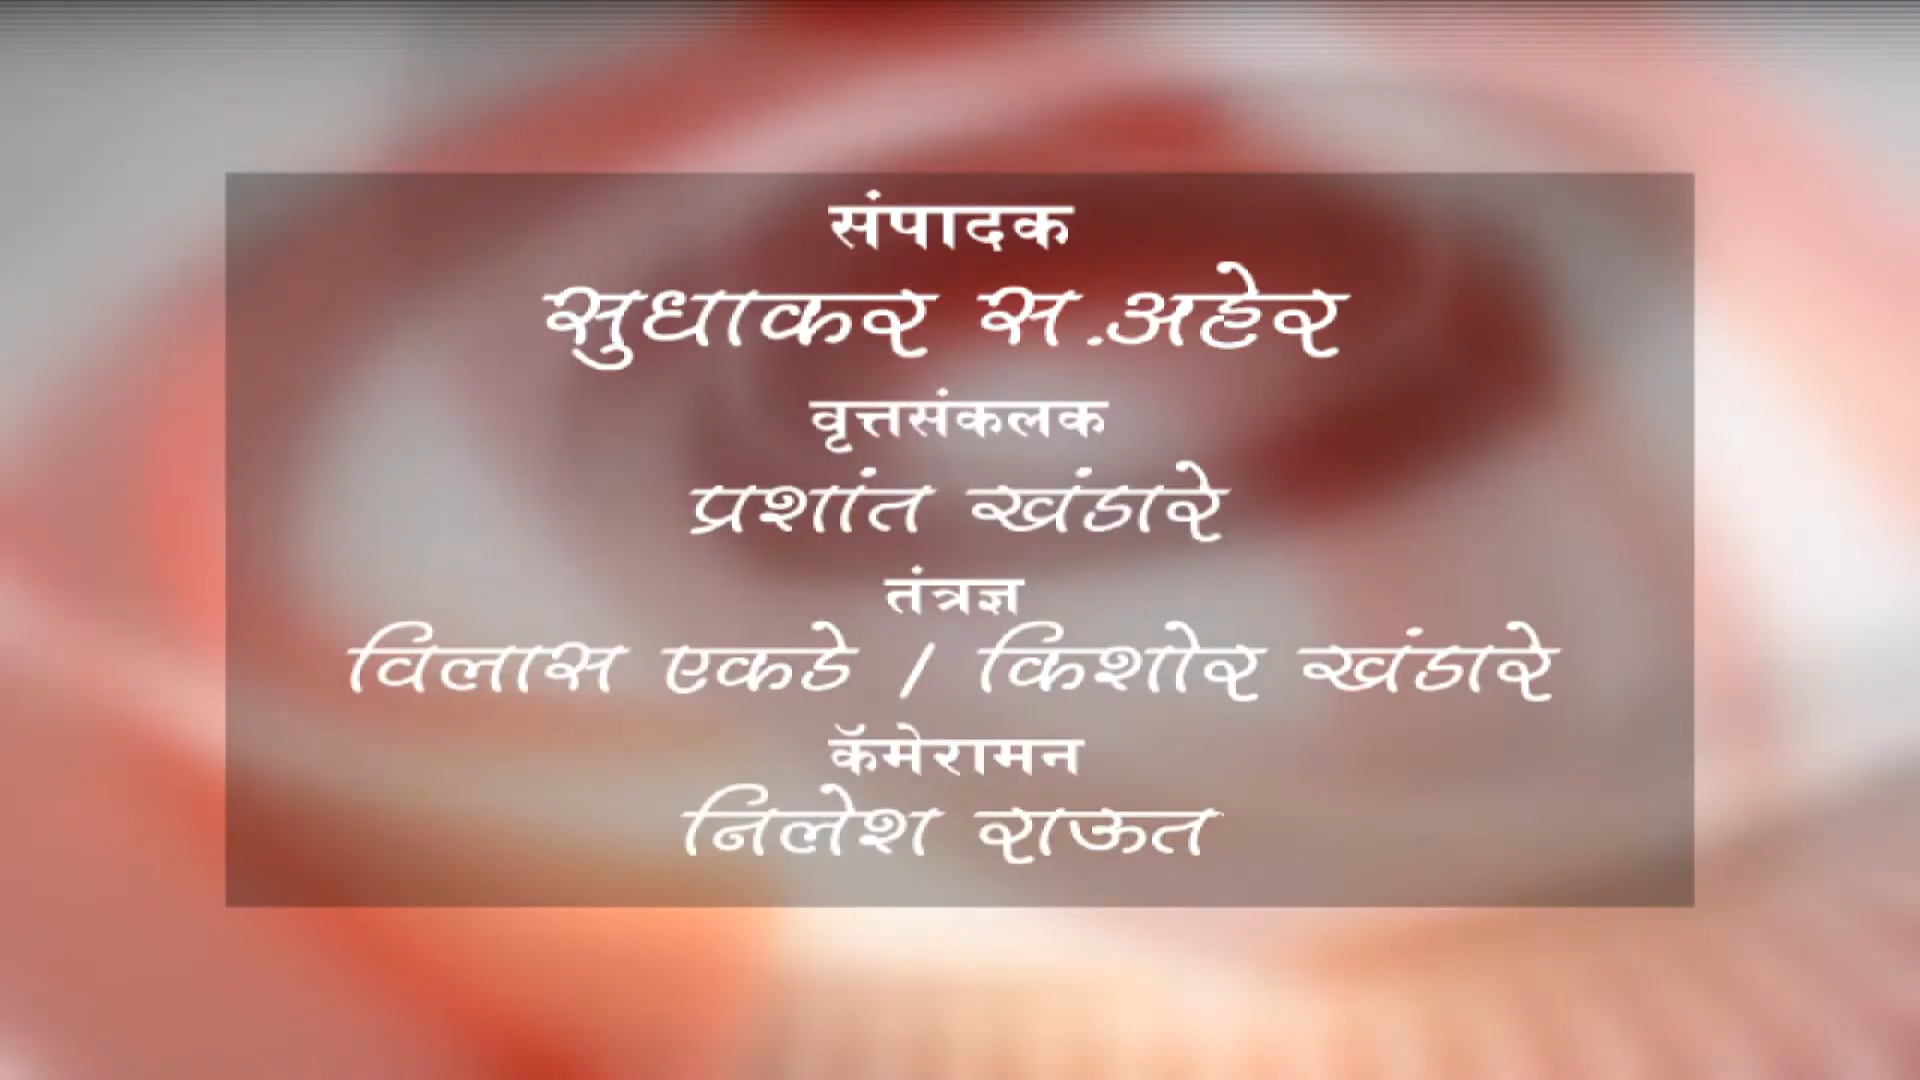 संपादक
सुधाकर स.अहेर
वृत्तसंकलक
प्रशांत खंडारे
तंत्रज्ञ
विलास एकडे / किशोर खंडारे
कॅमेरामन
निलेश राऊत